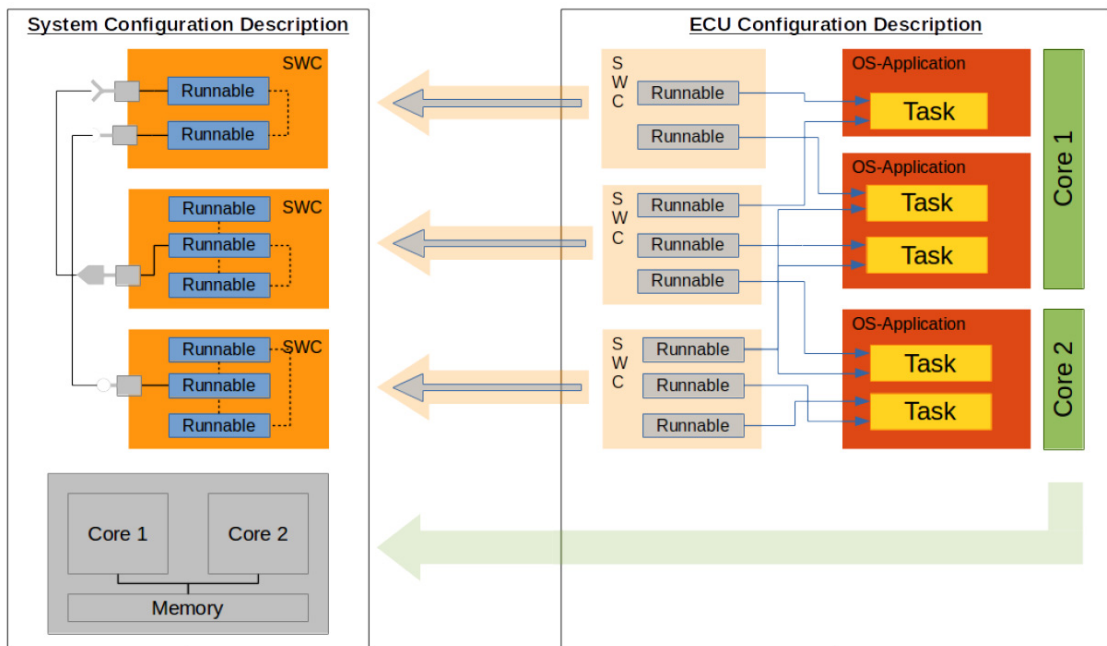 System Configuration Description
SWC
Runnable
Runnable
SWC
Runnable
Runnable
Runnable
SWC
Runnable
Runnable
Runnable
Core 1
Core 2
Memory
ECU Configuration Description
S
W
C
Runnable
Runnable
S
W
C
Runnable
Runnable
Runnable
S
W
C
Runnable
Runnable
Runnable
OS-Application
Task
OS-Application
Task
Task
OS-Application
Task
Task
Core 1
Core 2